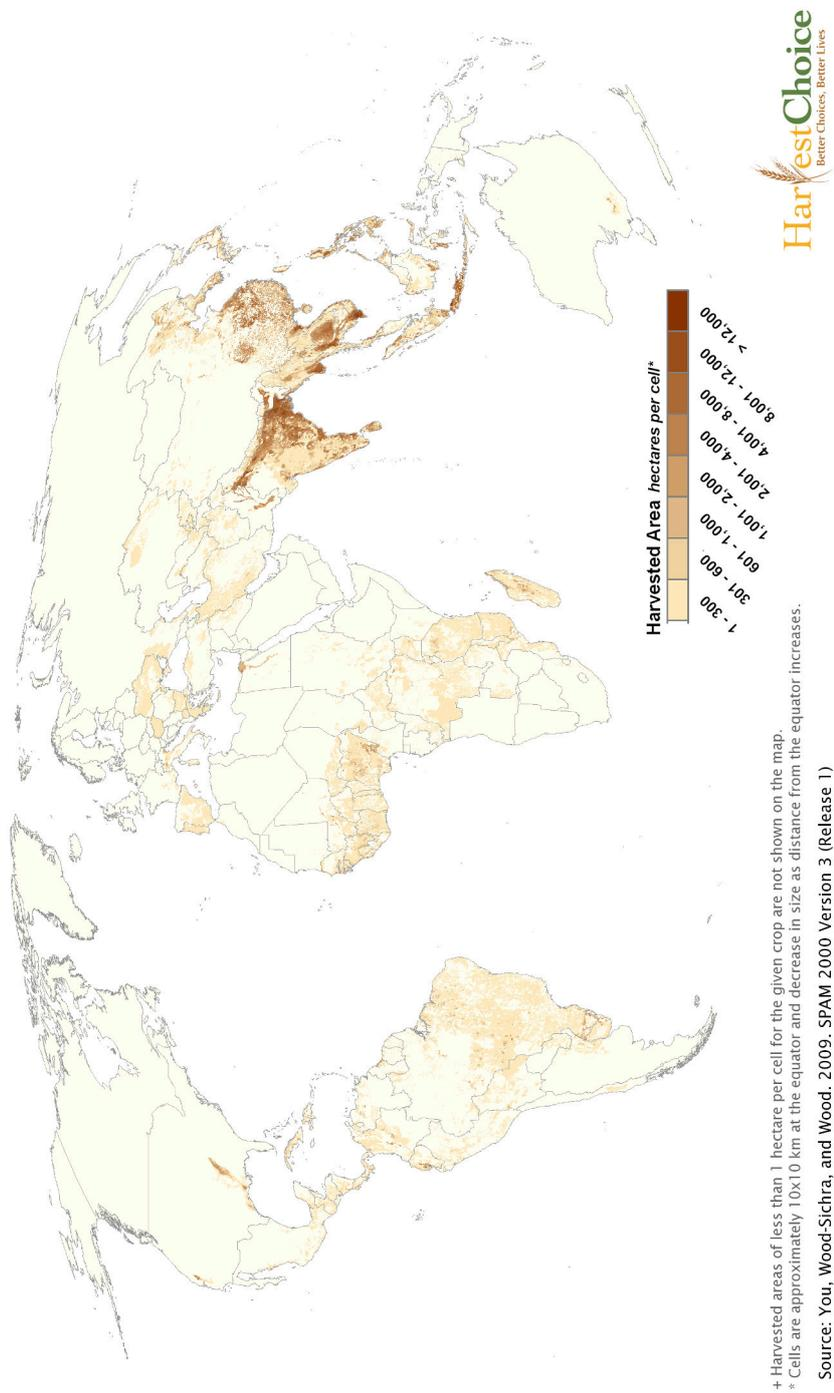 Harvested Area hectares per cell*
1 - 300
301 - 600
601 - 1,000
1,001 - 2,000
2,001 - 4,000
4,001 - 8,000
8,001 - 12,000
> 12,000
+ Harvested areas of less than 1 hectare per cell for the given crop are not shown on the map.
* Cells are approximately 10x10 km at the equator and decrease in size as distance from the equator increases.
Source: You, Wood-Sichra, and Wood. 2009. SPAM 2000 Version 3 (Release 1)
HarvestChoice
Better Choices, Better Lives